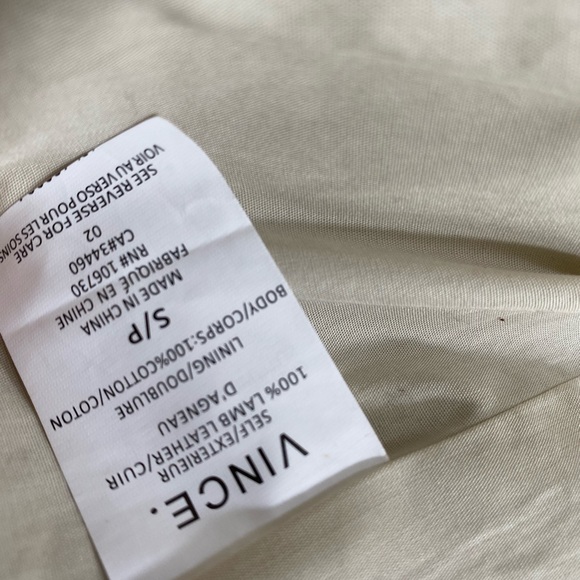 VINCE.
SELF/EXTERIEUR
100% LAMB LEATHER/CUIR
D'AGNEAU
LINING/DOUBLURE
BODY/CORPS:100%COTTON/COTON
S/P
MADE IN CHINA
FABRIQUÉ EN CHINE
RN# 106730
CA#34460
02
SEE REVERSE FOR CARE
VOIR AU VERSO POUR LES SOINS